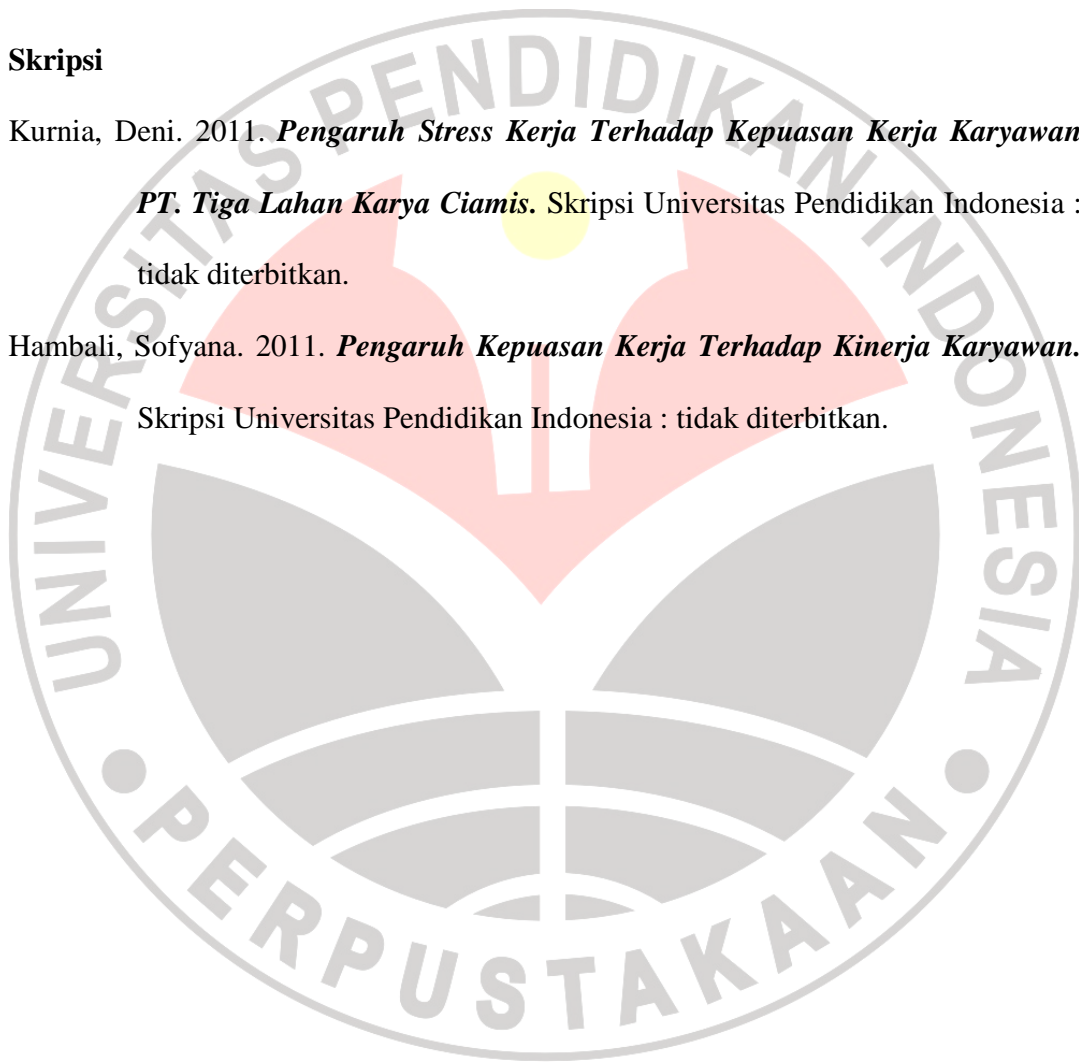 Skripsi
Kurnia, Deni. 2011. Pengaruh Stress Kerja Terhadap Kepuasan Kerja Karyawan
PT. Tiga Lahan Karya Ciamis. Skripsi Universitas Pendidikan Indonesia :
tidak diterbitkan.
Hambali, Sofyana. 2011. Pengaruh Kepuasan Kerja Terhadap Kinerja Karyawan.
Skripsi Universitas Pendidikan Indonesia : tidak diterbitkan.
UNIVERSITAS PENDIDIKAN INDONESIA
PERPUSTAKAAN